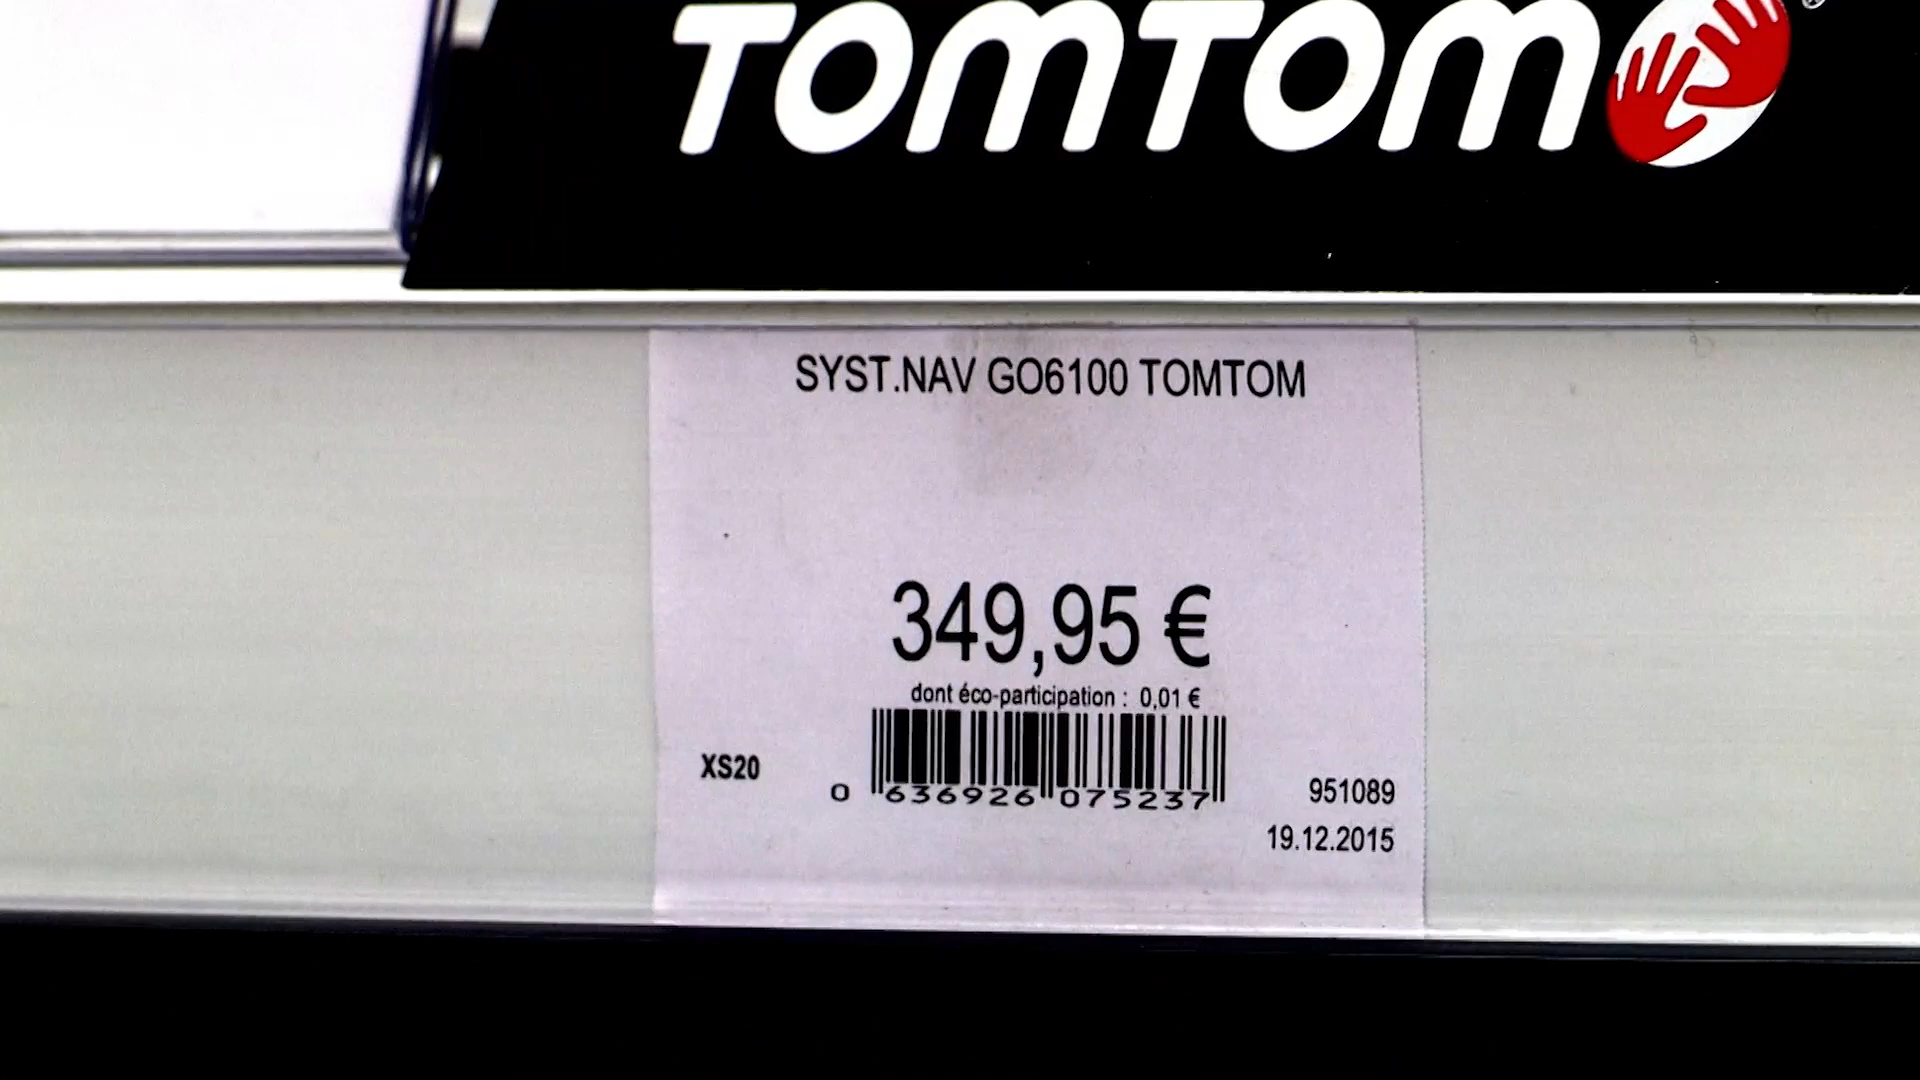 TOMTOM
SYST.NAV GO6100 TOMTOM
349,95 €
dont éco-participation : 0,01 €
XS20
0 636926 075237
951089
19.12.2015